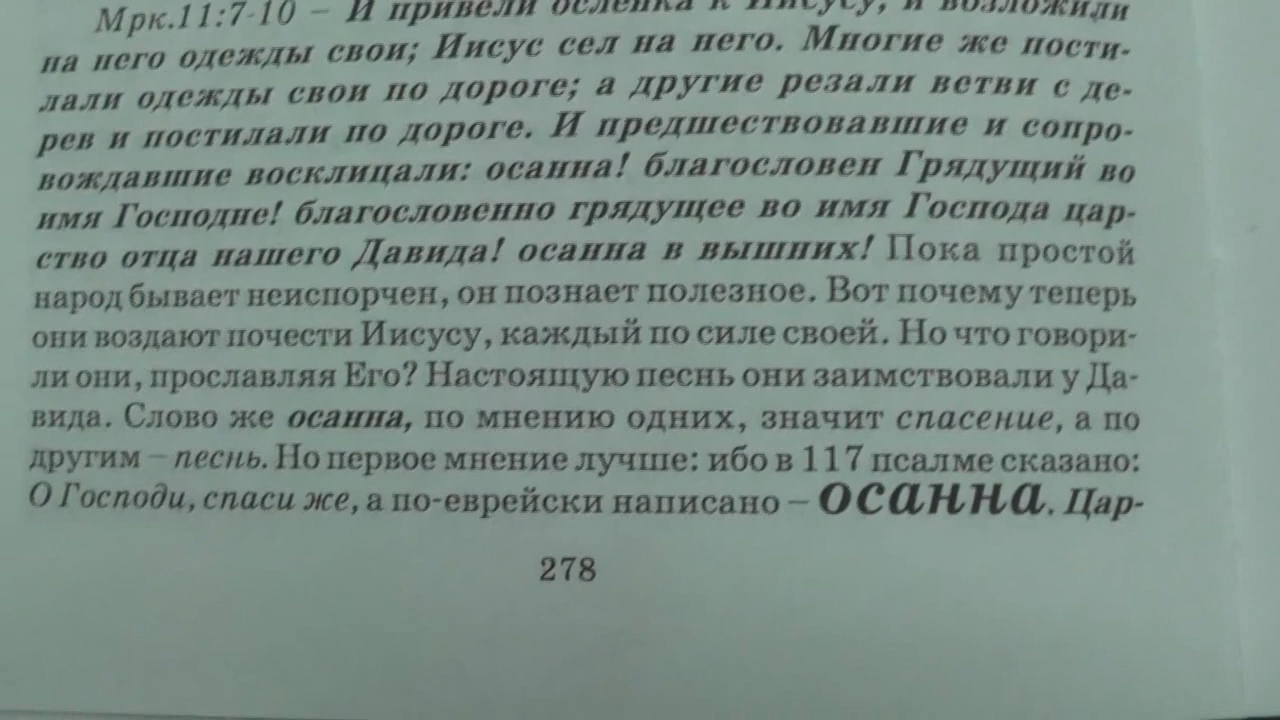 Мрк.11:7-10 – И привели осленка к Иисусу, и возложили
на него одежды свои; Иисус сел на него. Многие же пости-
лали одежды свои по дороге; а другие резали ветви с де-
рев и постилали по дороге. И предшествовавшие и сопро-
вождавшие восклицали: осанна! благословен Грядущий во
имя Господне! благословенно грядущее во имя Господа цар-
ство отца нашего Давида! осанна в вышних! Пока простой
народ бывает неиспорчен, он познает полезное. Вот почему теперь
они воздают почести Иисусу, каждый по силе своей. Но что говори-
ли они, прославляя Его? Настоящую песнь они заимствовали у Да-
вида. Слово же осанна, по мнению одних, значит спасение, а по
другим – песнь. Но первое мнение лучше: ибо в 117 псалме сказано:
О Господи, спаси же, а по-еврейски написано – осанна. Цар-
278